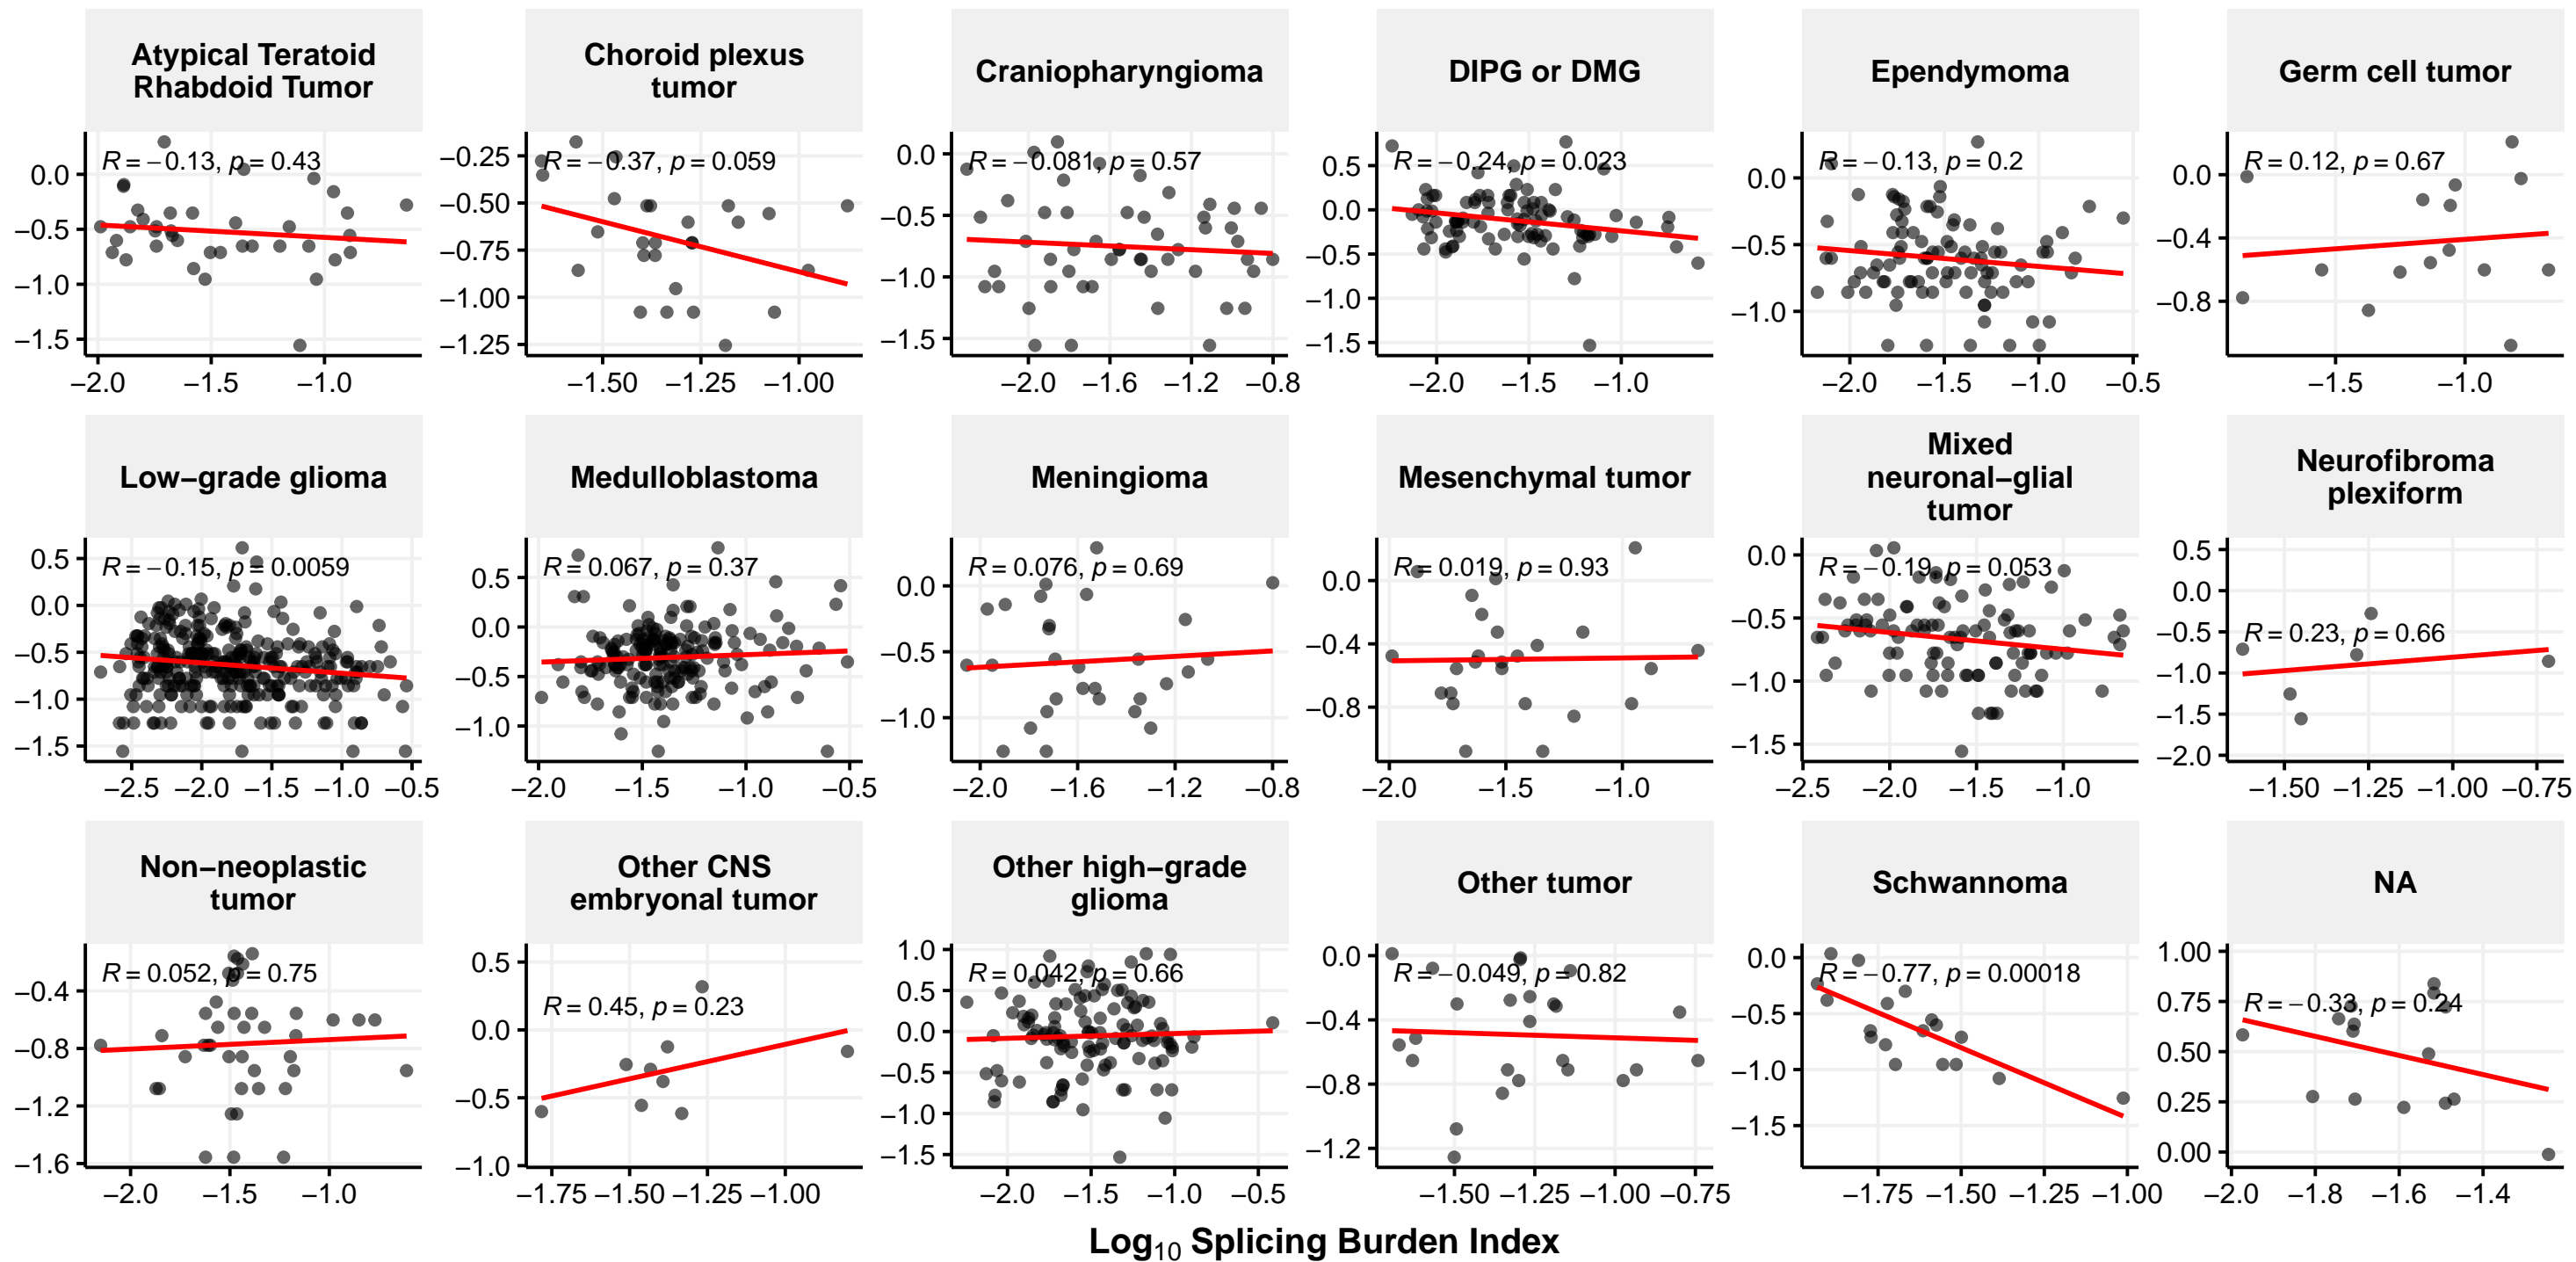 Atypical Teratoid
Rhabdoid Tumor
Choroid plexus
tumor
Craniopharyngioma
DIPG or DMG
Ependymoma
Germ cell tumor
R = −0.13, p = 0.43
R = −0.37, p = 0.059
R = −0.081, p = 0.57
R = −0.24, p = 0.023
R = −0.13, p = 0.2
R = 0.12, p = 0.67
0.0
−0.5
−1.0
−1.5
−0.25
−0.50
−0.75
−1.00
−1.25
0.0
−0.5
−1.0
−1.5
0.5
0.0
−0.5
−1.0
−1.5
0.0
−0.5
−1.0
0.0
−0.4
−0.8
−2.0 −1.5 −1.0
−1.50 −1.25 −1.00
−2.0 −1.6 −1.2 −0.8
−2.0 −1.5 −1.0
−2.0 −1.5 −1.0 −0.5
−1.5 −1.0
Low−grade glioma
Medulloblastoma
Meningioma
Mesenchymal tumor
Mixed
neuronal−glial
tumor
Neurofibroma
plexiform
R = −0.15, p = 0.0059
R = 0.067, p = 0.37
R = 0.076, p = 0.69
R = 0.019, p = 0.93
R = −0.19, p = 0.053
R = 0.23, p = 0.66
0.5
0.0
−0.5
−1.0
−1.5
0.5
0.0
−0.5
−1.0
0.0
−0.5
−1.0
0.0
−0.4
−0.8
0.0
−0.5
−1.0
−1.5
0.5
0.0
−0.5
−1.0
−1.5
−2.0
−2.5 −2.0 −1.5 −1.0 −0.5
−2.0 −1.5 −1.0 −0.5
−2.0 −1.6 −1.2 −0.8
−2.0 −1.5 −1.0
−2.5 −2.0 −1.5 −1.0
−1.50 −1.25 −1.00 −0.75
Non−neoplastic
tumor
Other CNS
embryonal tumor
Other high−grade
glioma
Other tumor
Schwannoma
NA
R = 0.052, p = 0.75
R = 0.45, p = 0.23
R = 0.042, p = 0.66
R = −0.049, p = 0.82
R = −0.77, p = 0.00018
R = −0.33, p = 0.24
−0.4
−0.8
−1.2
−1.6
0.5
0.0
−0.5
−1.0
1.0
0.5
0.0
−0.5
−1.0
−1.5
0.0
−0.4
−0.8
−1.2
0.0
−0.5
−1.0
−1.5
1.00
0.75
0.50
0.25
0.00
−2.0 −1.5 −1.0
−1.75 −1.50 −1.25 −1.00
−2.0 −1.5 −1.0 −0.5
−1.50 −1.25 −1.00 −0.75
−1.75 −1.50 −1.25 −1.00
−2.0 −1.8 −1.6 −1.4
Log10 Splicing Burden Index